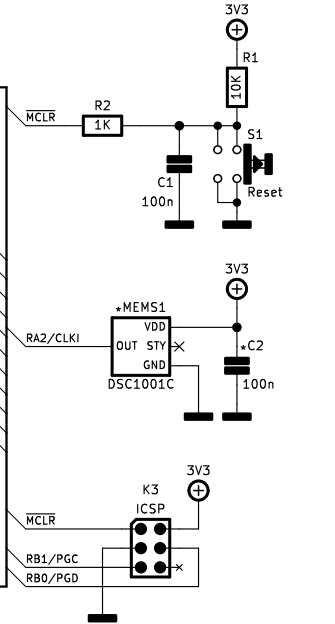 3V3
R1
10K
MCLR
R2
1K
S1
C1
100n
Reset
3V3
*MEMS1
VDD
RA2/CLKI
OUT STY
*C2
GND
DSC1001C
100n
3V3
K3
ICSP
MCLR
RB1/PGC
RB0/PGD